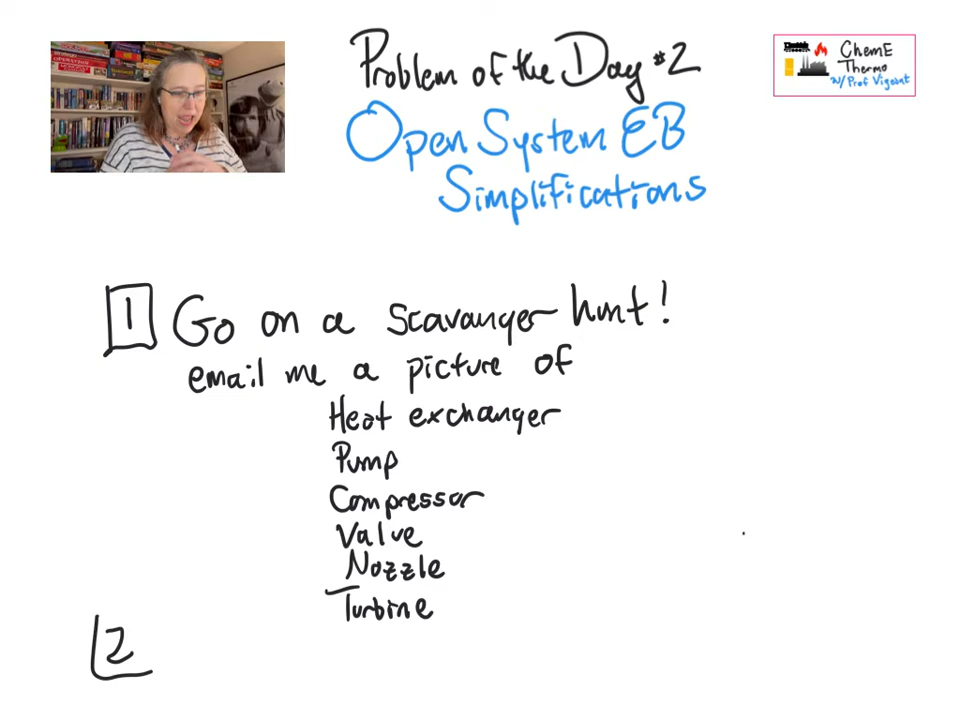 Problem of the Day #2
Open System EB
Simplifications
ChemE
Thermo
w/ Prof Vigeant
1 Go on a scavanger hunt!
email me a picture of
Heat exchanger
Pump
Compressor
Valve
Nozzle
Turbine
2